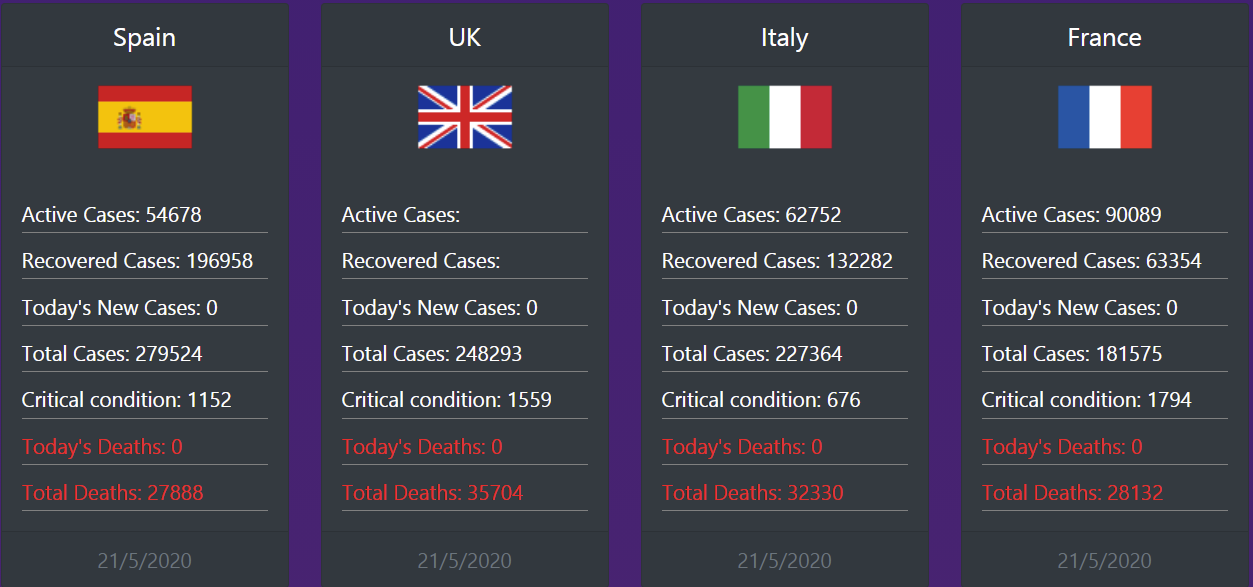 Spain
Active Cases: 54678
Recovered Cases: 196958
Today's New Cases: 0
Total Cases: 279524
Critical condition: 1152
Today's Deaths: 0
Total Deaths: 27888
21/5/2020
UK
Active Cases:
Recovered Cases:
Today's New Cases: 0
Total Cases: 248293
Critical condition: 1559
Today's Deaths: 0
Total Deaths: 35704
21/5/2020
Italy
Active Cases: 62752
Recovered Cases: 132282
Today's New Cases: 0
Total Cases: 227364
Critical condition: 676
Today's Deaths: 0
Total Deaths: 32330
21/5/2020
France
Active Cases: 90089
Recovered Cases: 63354
Today's New Cases: 0
Total Cases: 181575
Critical condition: 1794
Today's Deaths: 0
Total Deaths: 28132
21/5/2020